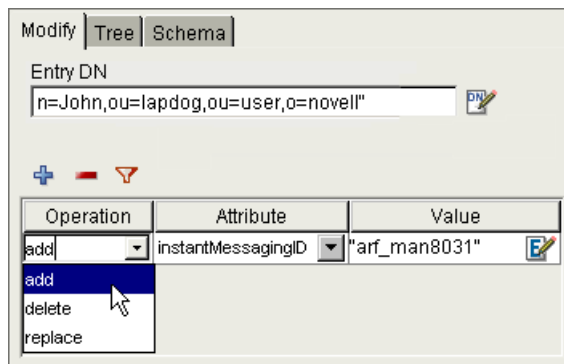 Modify Tree Schema
Entry DN
n=John,ou=lapdog,ou=user,o=novell"
DN
Operation Attribute Value
add instantMessagingID "arf_man8031" E
add
delete
replace